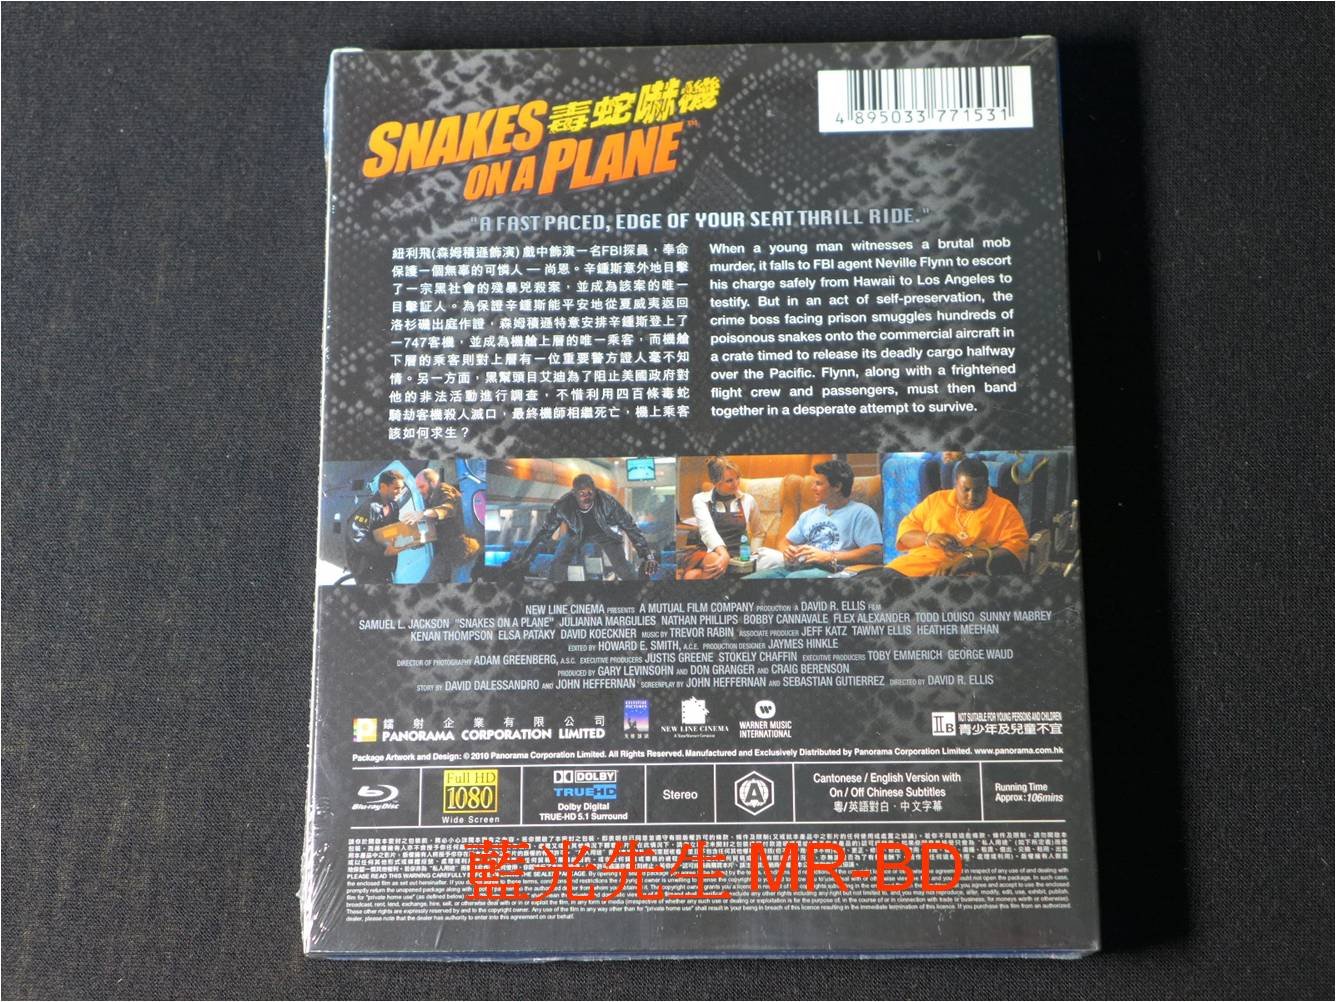 SNAKES ON A PLANE™
毒蛇嚇機
4 895033 771531
"A FAST PACED, EDGE OF YOUR SEAT THRILL RIDE."
紐利飛(森姆積遜飾演) 戲中飾演一名FBI探員，奉命
保護一個無辜的可憐人 — 尚恩。辛鍾斯意外地目擊
了一宗黑社會的殘暴兇殺案，並成為該案的唯一
目擊証人。為保證辛鍾斯能平安地從夏威夷返回
洛杉磯出庭作證，森姆積遜特意安排辛鍾斯登上了
一747客機，並成為機艙上層的唯一乘客，而機艙
下層的乘客則對上層有一位重要警方證人毫不知
情。另一方面，黑幫頭目艾迪為了阻止美國政府對
他的非法活動進行調查，不惜利用四百條毒蛇
騎劫客機殺人滅口，最終機師相繼死亡，機上乘客
該如何求生？
When a young man witnesses a brutal mob
murder, it falls to FBI agent Neville Flynn to escort
his charge safely from Hawaii to Los Angeles to
testify. But in an act of self-preservation, the
crime boss facing prison smuggles hundreds of
poisonous snakes onto the commercial aircraft in
a crate timed to release its deadly cargo halfway
over the Pacific. Flynn, along with a frightened
flight crew and passengers, must then band
together in a desperate attempt to survive.
FBI
NEW LINE CINEMA PRESENTS A MUTUAL FILM COMPANY PRODUCTION A DAVID R. ELLIS FILM
SAMUEL L. JACKSON "SNAKES ON A PLANE" JULIANNA MARGULIES NATHAN PHILLIPS BOBBY CANNAVALE FLEX ALEXANDER TODD LOUISO SUNNY MABREY
KENAN THOMPSON ELSA PATAKY DAVID KOECHNER MUSIC BY TREVOR RABIN ASSOCIATE PRODUCER JEFF KATZ TAWMY ELLIS HEATHER MEEHAN
EDITED BY HOWARD E. SMITH, A.C.E. PRODUCTION DESIGNER JAYMES HINKLE
DIRECTOR OF PHOTOGRAPHY ADAM GREENBERG, A.S.C. EXECUTIVE PRODUCERS JUSTIS GREENE STOKELY CHAFFIN EXECUTIVE PRODUCERS TOBY EMMERICH GEORGE WAUD
PRODUCED BY GARY LEVINSOHN AND DON GRANGER AND CRAIG BERENSON
STORY BY DAVID DALESSANDRO AND JOHN HEFFERNAN SCREENPLAY BY JOHN HEFFERNAN AND SEBASTIAN GUTIERREZ DIRECTED BY DAVID R. ELLIS
鐳射企業有限公司
PANORAMA CORPORATION LIMITED
NEW LINE CINEMA
WARNER MUSIC
INTERNATIONAL
IIB
NOT SUITABLE FOR YOUNG PERSONS AND CHILDREN
青少年及兒童不宜
Package Artwork and Design: © 2010 Panorama Corporation Limited. All Rights Reserved. Manufactured and Exclusively Distributed by Panorama Corporation Limited. www.panorama.com.hk
Blu-ray Disc
Full HD
1080
Wide Screen
DOLBY
TRUEHD
Dolby Digital
TRUE-HD 5.1 Surround
Stereo
A
Cantonese / English Version with
On / Off Chinese Subtitles
粵/英語對白．中文字幕
Running Time
Approx: 106mins
藍光先生 MR-BD